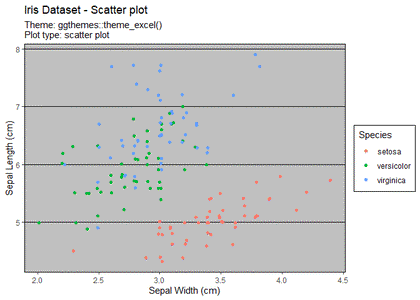 Iris Dataset - Scatter plot
Theme: ggthemes::theme_excel()
Plot type: scatter plot
Sepal Length (cm)
8
7
6
5
2.0 2.5 3.0 3.5 4.0 4.5
Sepal Width (cm)
Species
setosa
versicolor
virginica